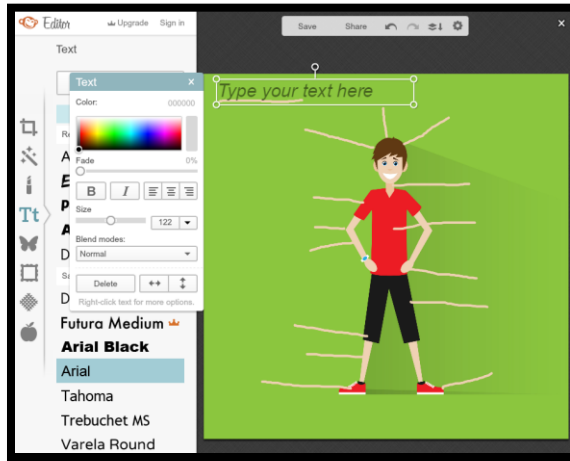 Editor
Upgrade
Sign in
Save
Share
Text
Text
Color:
000000
Fade
0%
B
I
Size
122
Blend modes:
Normal
Delete
Right-click text for more options.
Type your text here
Tt
Futura Medium
Arial Black
Arial
Tahoma
Trebuchet MS
Varela Round